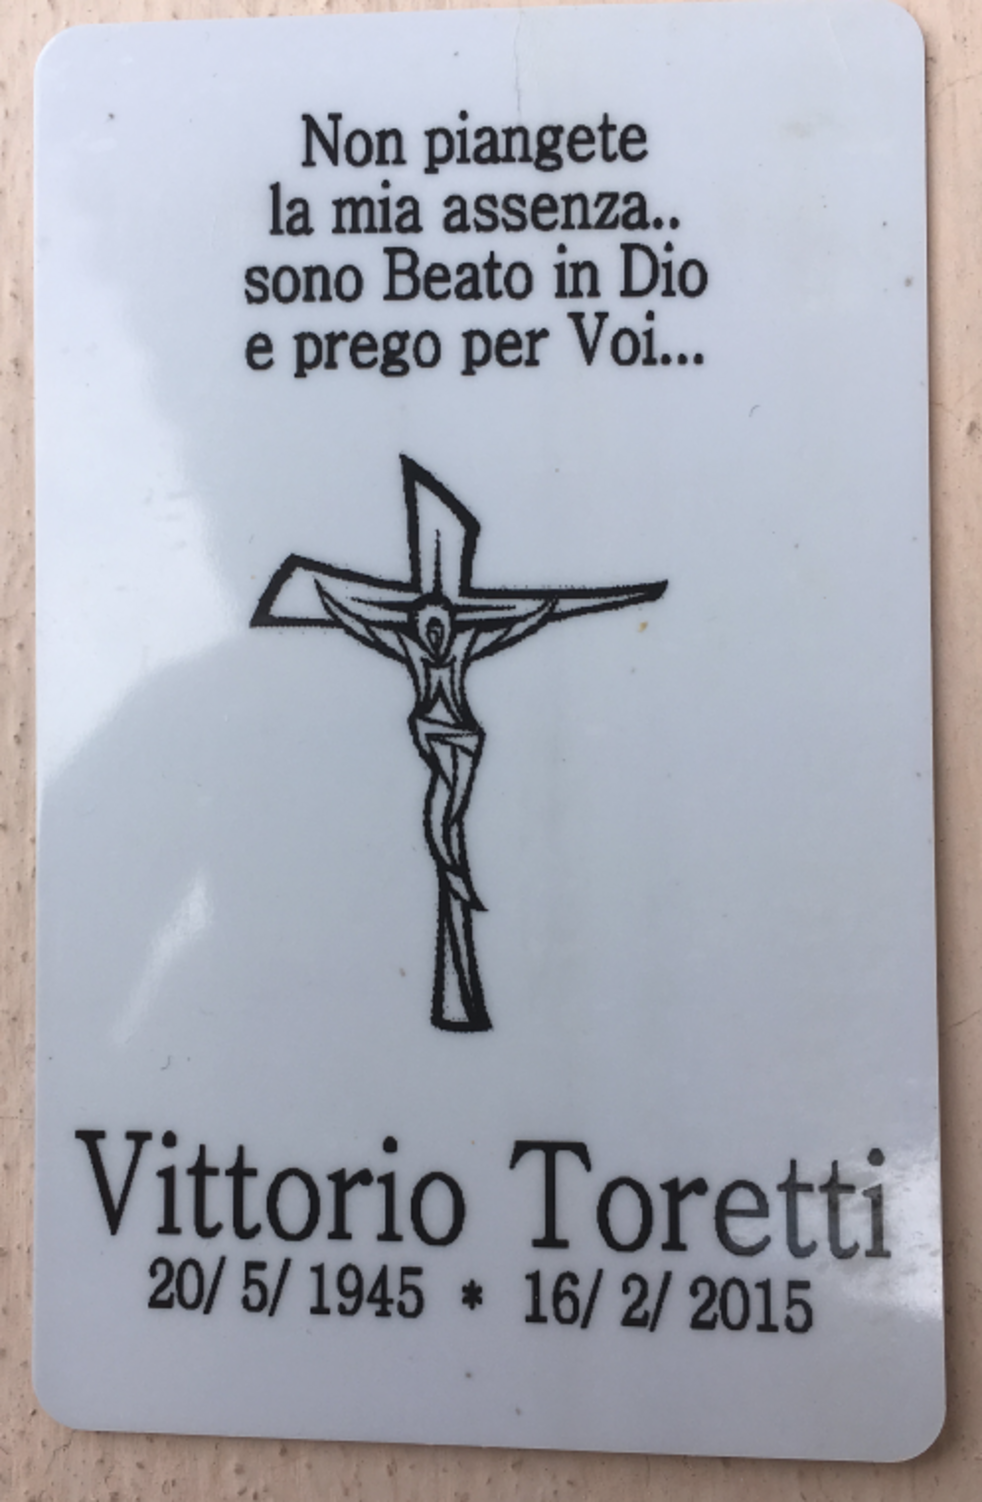 Non piangete
la mia assenza..
sono Beato in Dio
e prego per Voi...
Vittorio Toretti
20/ 5/ 1945 * 16/ 2/ 2015